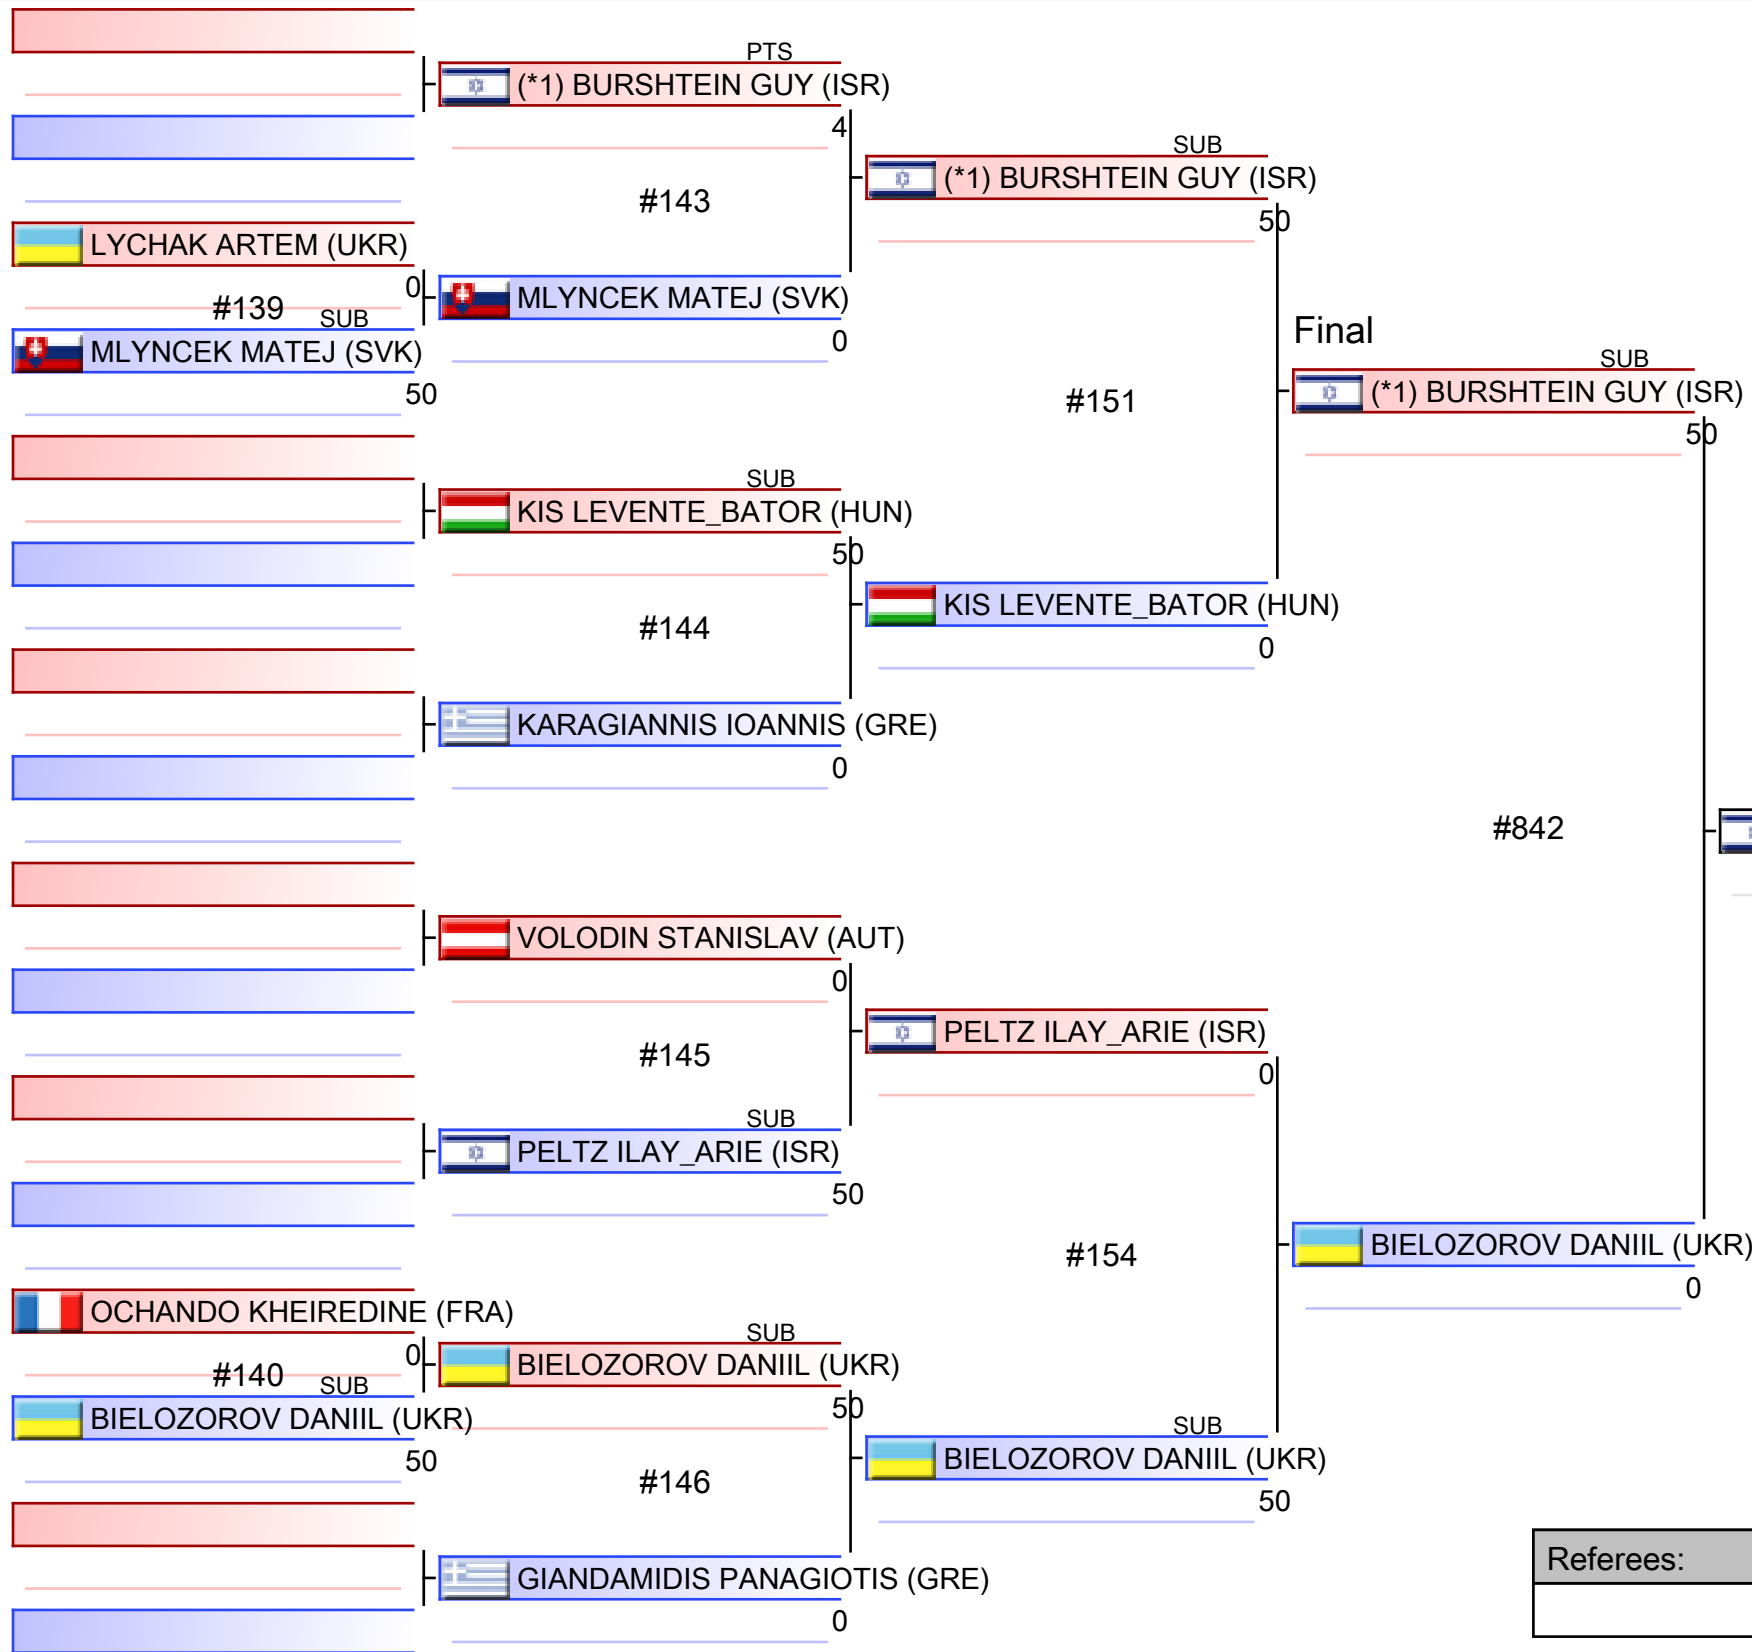 PTS
(*1) BURSHTEIN GUY (ISR)
4
SUB
(*1) BURSHTEIN GUY (ISR)
#143
50
LYCHAK ARTEM (UKR)
0
#139
SUB
MLYNCEK MATEJ (SVK)
0
MLYNCEK MATEJ (SVK)
50
Final
SUB
(*1) BURSHTEIN GUY (ISR)
#151
50
SUB
KIS LEVENTE_BATOR (HUN)
50
KIS LEVENTE_BATOR (HUN)
#144
0
KARAGIANNIS IOANNIS (GRE)
0
#842
VOLODIN STANISLAV (AUT)
0
PELTZ ILAY_ARIE (ISR)
#145
0
SUB
PELTZ ILAY_ARIE (ISR)
50
#154
BIELOZOROV DANIIL (UKR)
0
OCHANDO KHEIREDINE (FRA)
0
#140
SUB
SUB
BIELOZOROV DANIIL (UKR)
50
BIELOZOROV DANIIL (UKR)
50
SUB
BIELOZOROV DANIIL (UKR)
#146
50
GIANDAMIDIS PANAGIOTIS (GRE)
0
Referees: